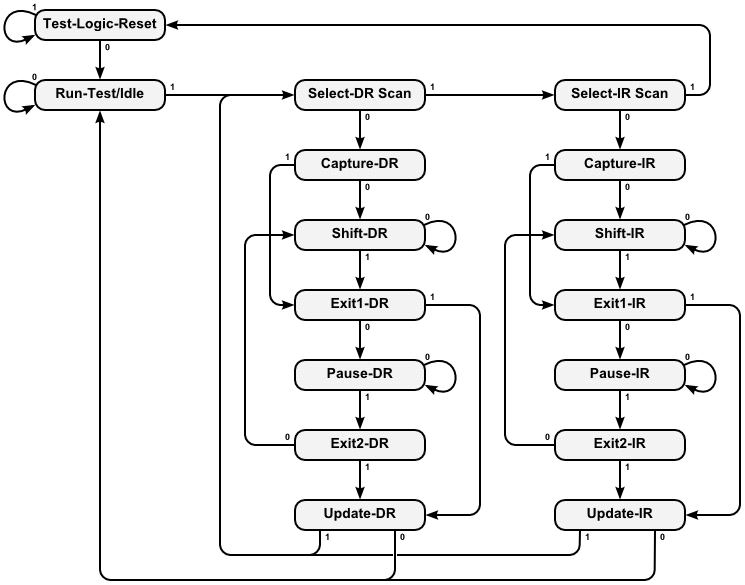 1
Test-Logic-Reset
0
0
Run-Test/Idle
1
Select-DR Scan
1
Select-IR Scan
1
0
0
1
Capture-DR
1
Capture-IR
0
0
Shift-DR
0
Shift-IR
0
1
1
Exit1-DR
1
Exit1-IR
1
0
0
Pause-DR
0
Pause-IR
0
1
1
0
Exit2-DR
0
Exit2-IR
1
1
Update-DR
Update-IR
1
0
1
0